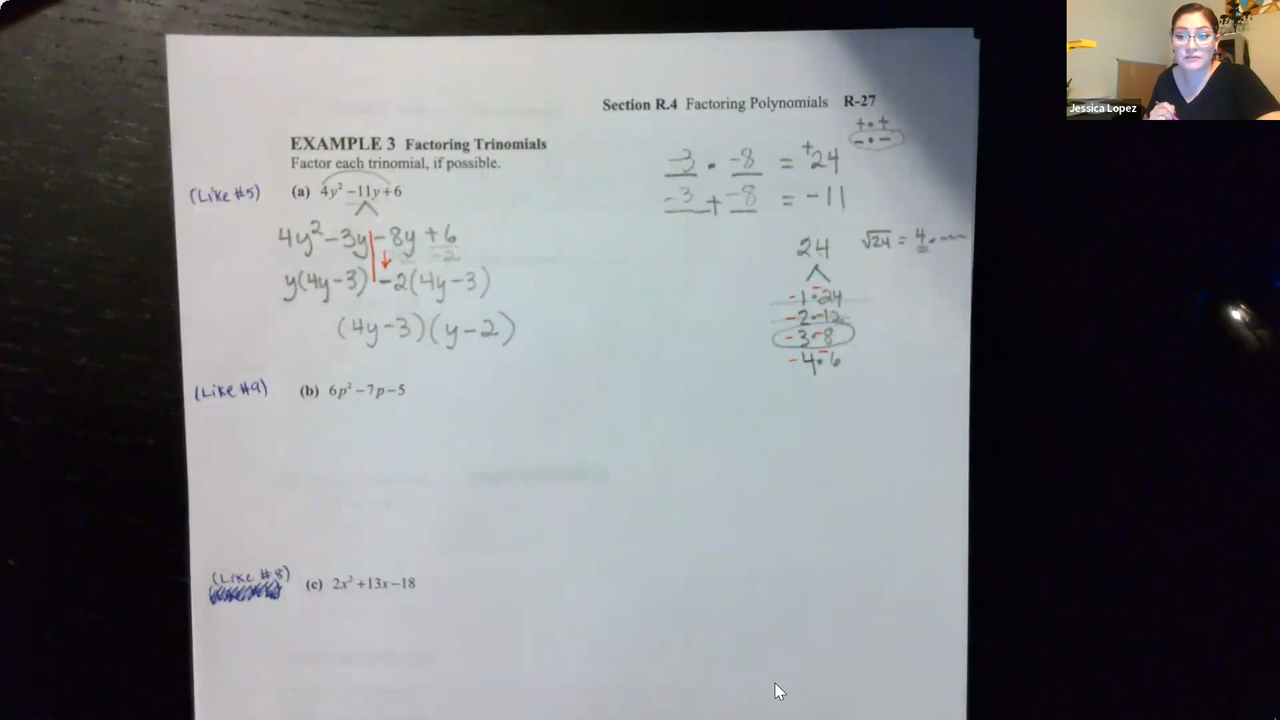 Jessica Lopez
Section R.4 Factoring Polynomials R-27
+•+
-•-
EXAMPLE 3 Factoring Trinomials
Factor each trinomial, if possible.
(Like #5) (a) 4y²-11y+6
-3 • -8 = +24
-3 + -8 = -11
4y²-3y-8y+6
-2
y(4y-3)-2(4y-3)
(4y-3)(y-2)
24
√24 = 4.
-1•-24
-2•-12
-3•-8
-4•-6
(Like #9) (b) 6p²-7p-5
(Like #8) (c) 2x²+13x-18